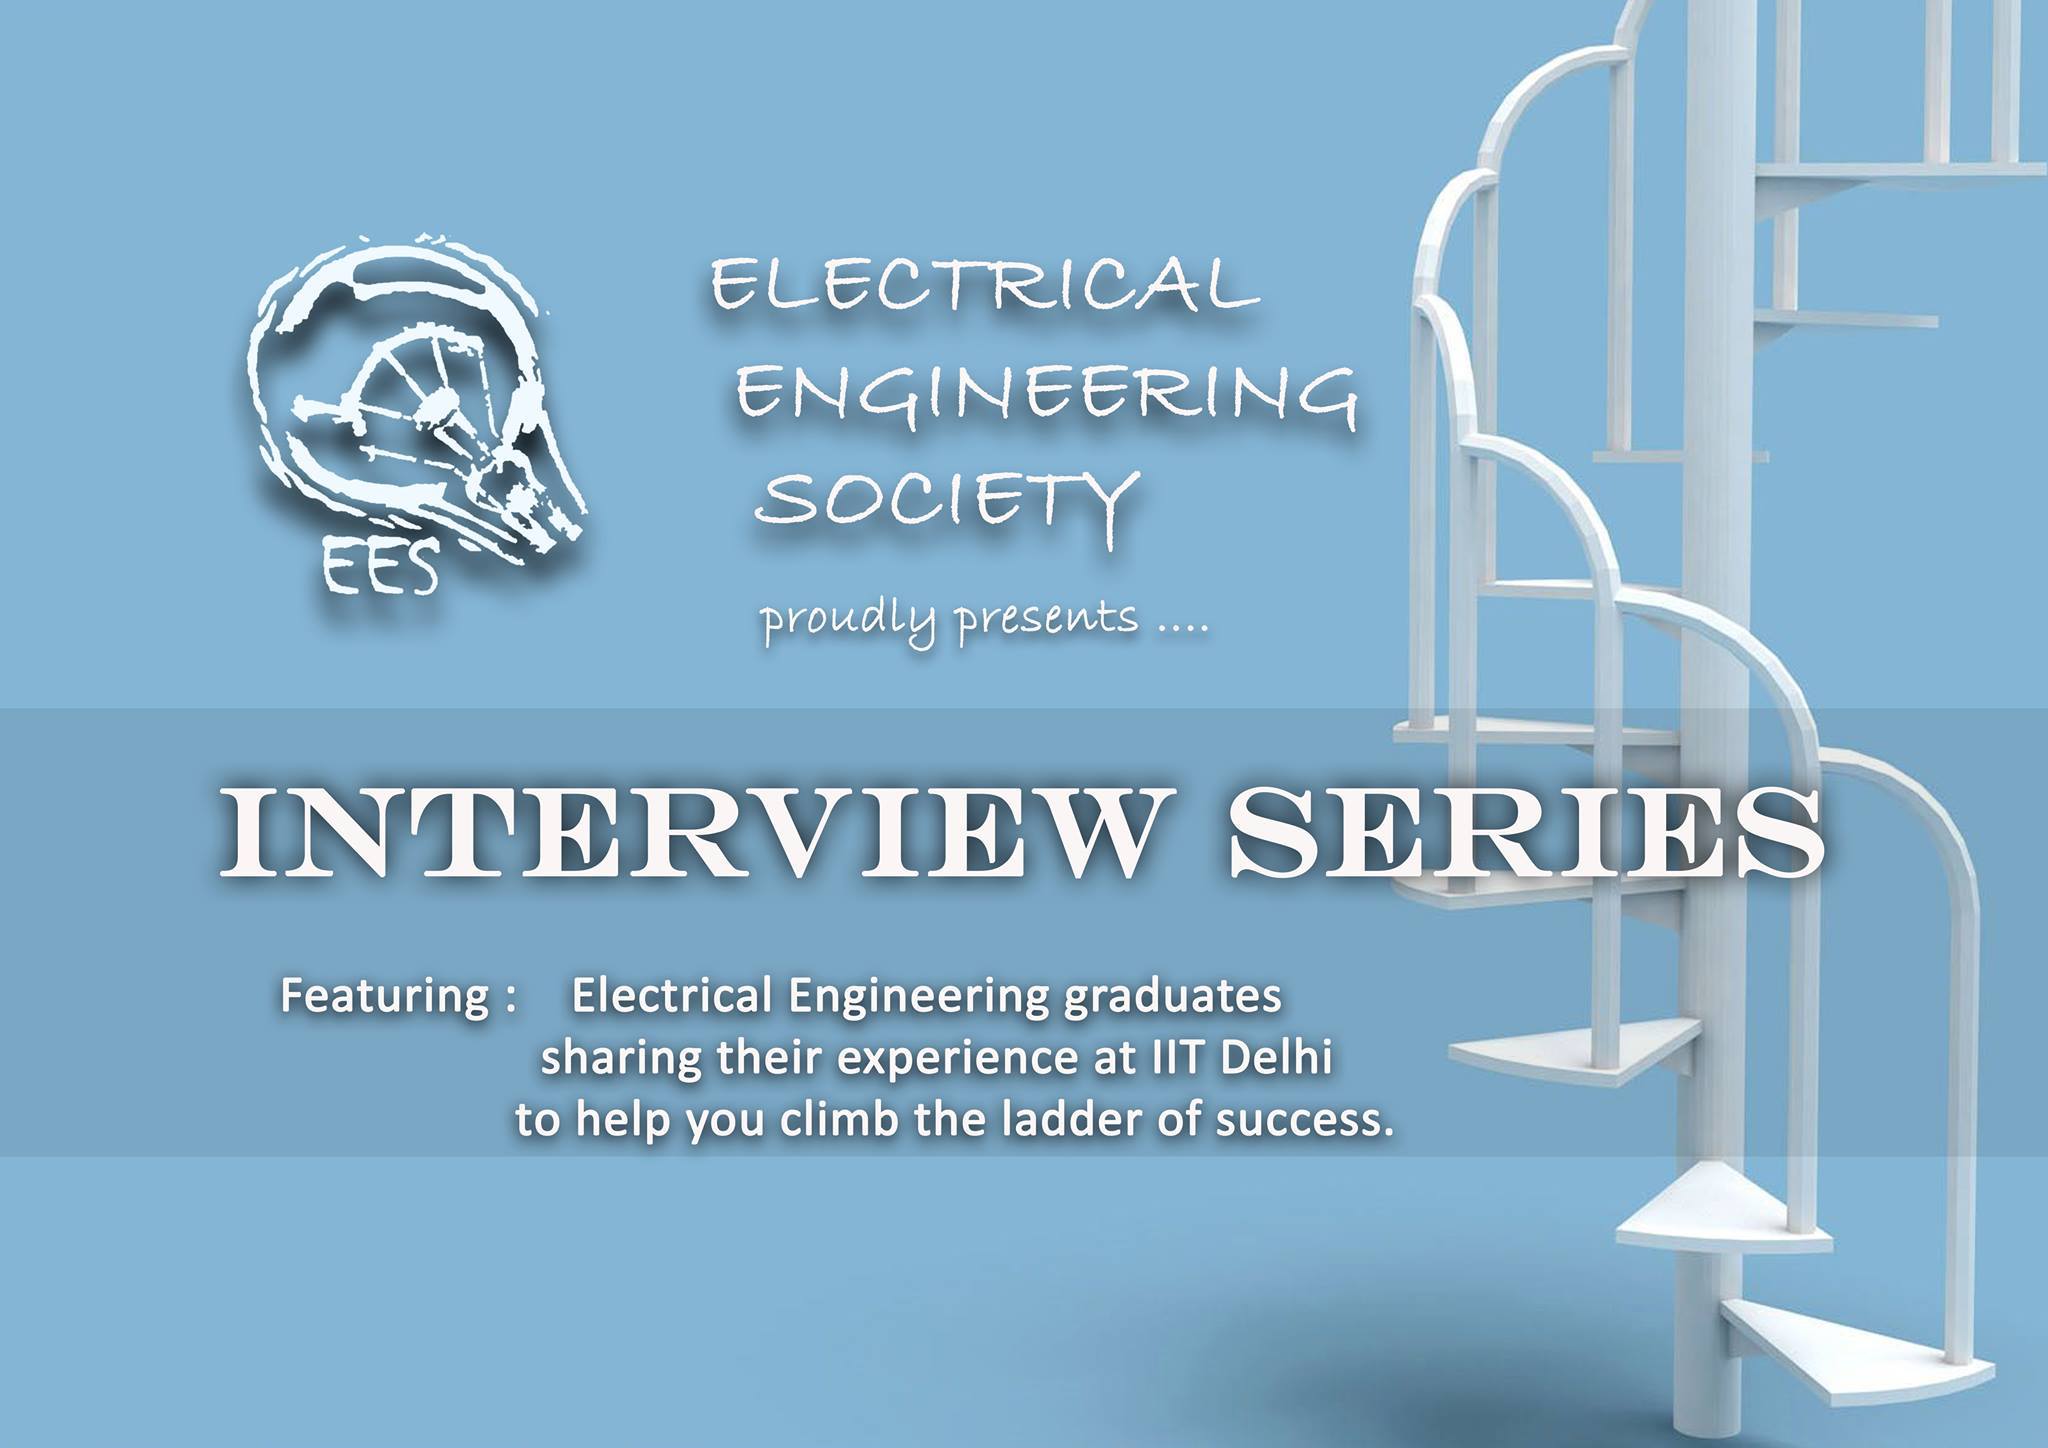 EES
ELECTRICAL
ENGINEERING
SOCIETY
proudly presents ....
INTERVIEW SERIES
Featuring : Electrical Engineering graduates
sharing their experience at IIT Delhi
to help you climb the ladder of success.